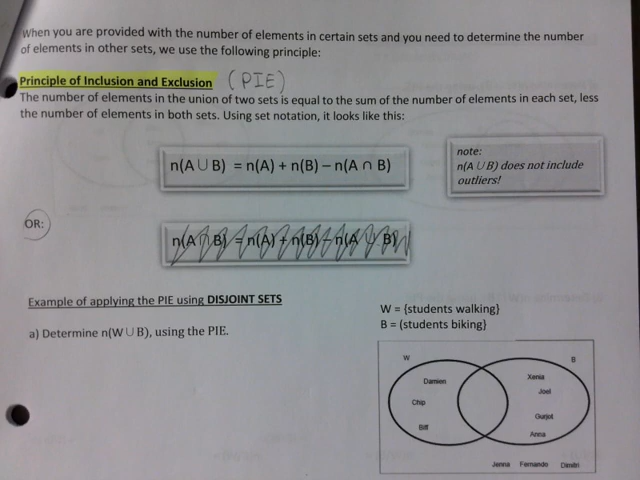 When you are provided with the number of elements in certain sets and you need to determine the number
of elements in other sets, we use the following principle:
Principle of Inclusion and Exclusion (PIE)
The number of elements in the union of two sets is equal to the sum of the number of elements in each set, less
the number of elements in both sets. Using set notation, it looks like this:
n(A ∪ B) = n(A) + n(B) – n(A ∩ B)
note:
n(A ∪ B) does not include
outliers!
OR:
n(A ∩ B) = n(A) + n(B) – n(A ∪ B)
Example of applying the PIE using DISJOINT SETS
a) Determine n(W ∪ B), using the PIE.
W = {students walking}
B = (students biking}
W
B
Damien
Chip
Biff
Xenia
Joel
Gurjot
Anna
Jenna Fernando Dimitri